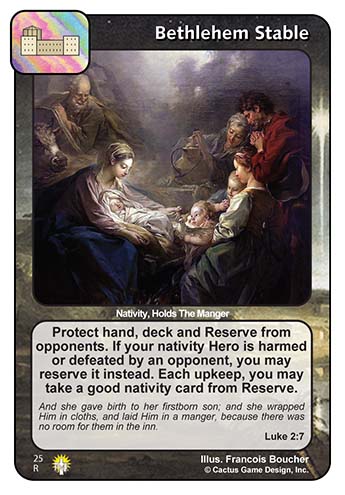 Bethlehem Stable
Nativity, Holds The Manger
Protect hand, deck and Reserve from
opponents. If your nativity Hero is harmed
or defeated by an opponent, you may
reserve it instead. Each upkeep, you may
take a good nativity card from Reserve.
And she gave birth to her firstborn son; and she wrapped
Him in cloths, and laid Him in a manger, because there
was no room for them in the inn.
Luke 2:7
25
R
Illus. Francois Boucher
© Cactus Game Design, Inc.